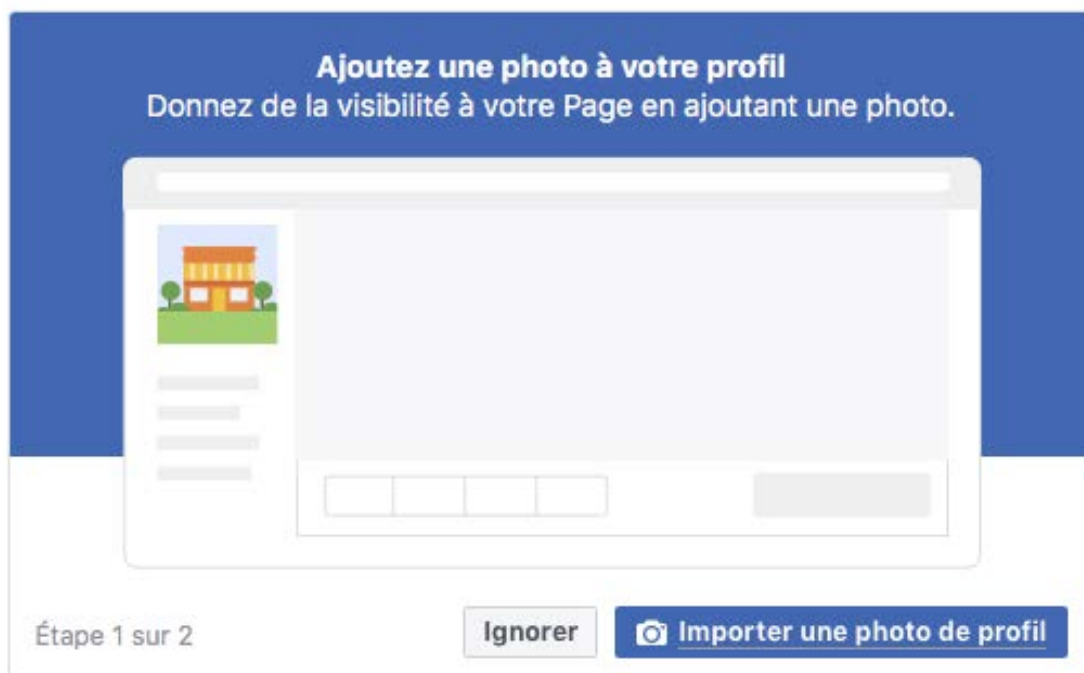 Ajoutez une photo à votre profil
Donnez de la visibilité à votre Page en ajoutant une photo.
Étape 1 sur 2
Ignorer
Importer une photo de profil